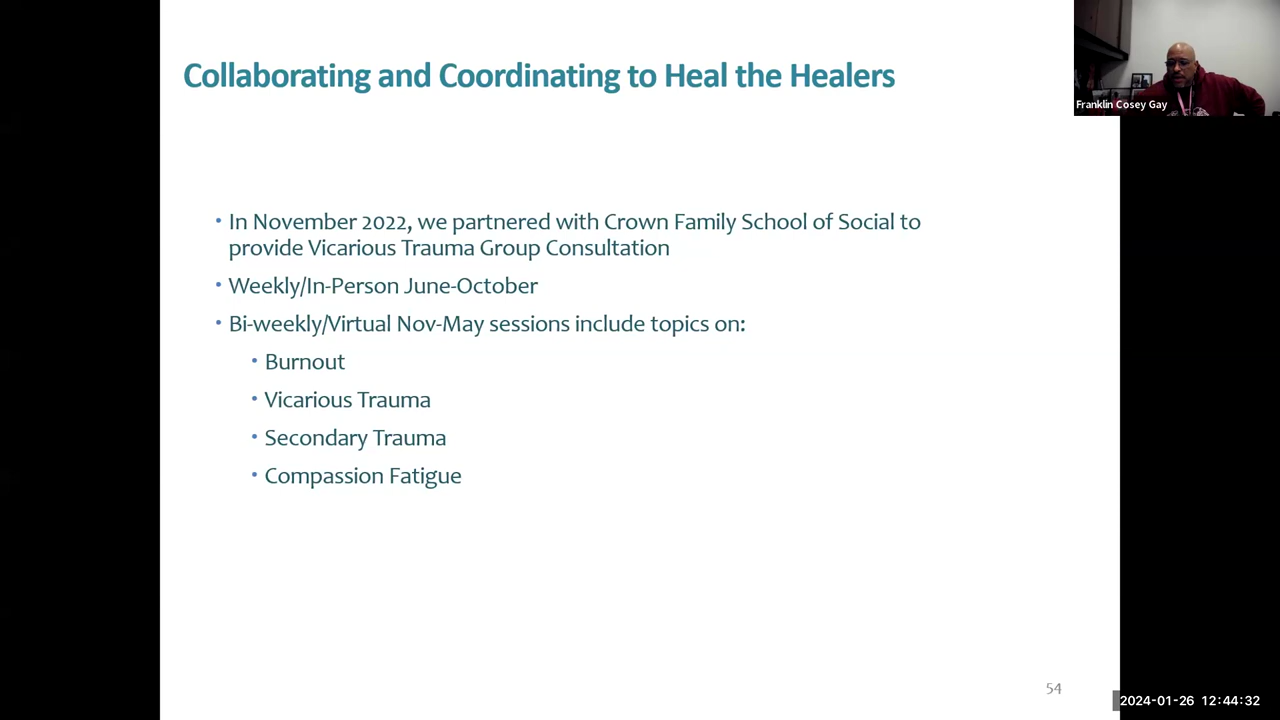 Collaborating and Coordinating to Heal the Healers
Franklin Cosey Gay
• In November 2022, we partnered with Crown Family School of Social to
provide Vicarious Trauma Group Consultation
• Weekly/In-Person June-October
• Bi-weekly/Virtual Nov-May sessions include topics on:
• Burnout
• Vicarious Trauma
• Secondary Trauma
• Compassion Fatigue
54
2024-01-26 12:44:32